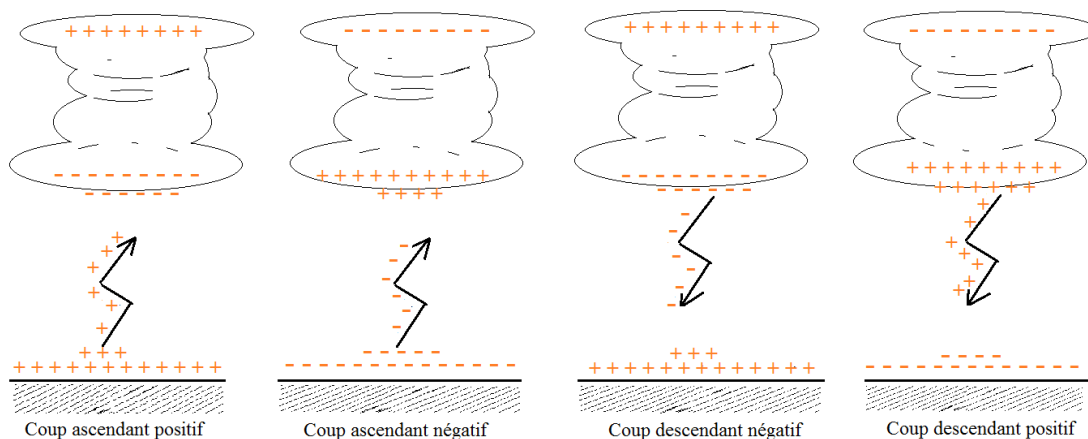 Coup ascendant positif
Coup ascendant négatif
Coup descendant négatif
Coup descendant positif